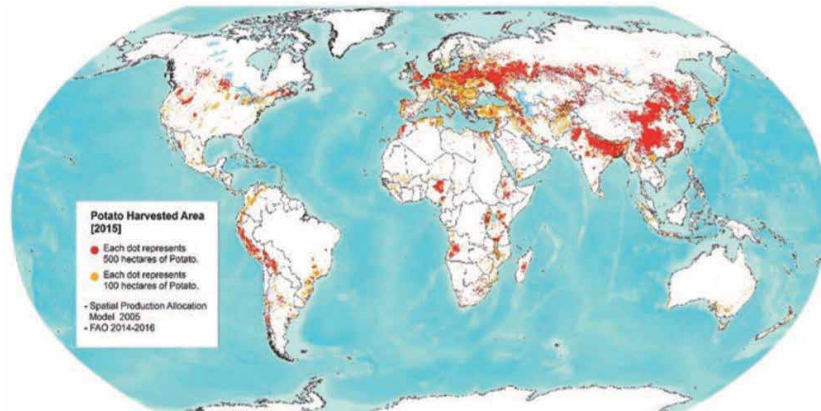 Potato Harvested Area
[2015]
Each dot represents
500 hectares of Potato.
Each dot represents
100 hectares of Potato.
- Spatial Production Allocation
Model 2005
- FAO 2014-2016